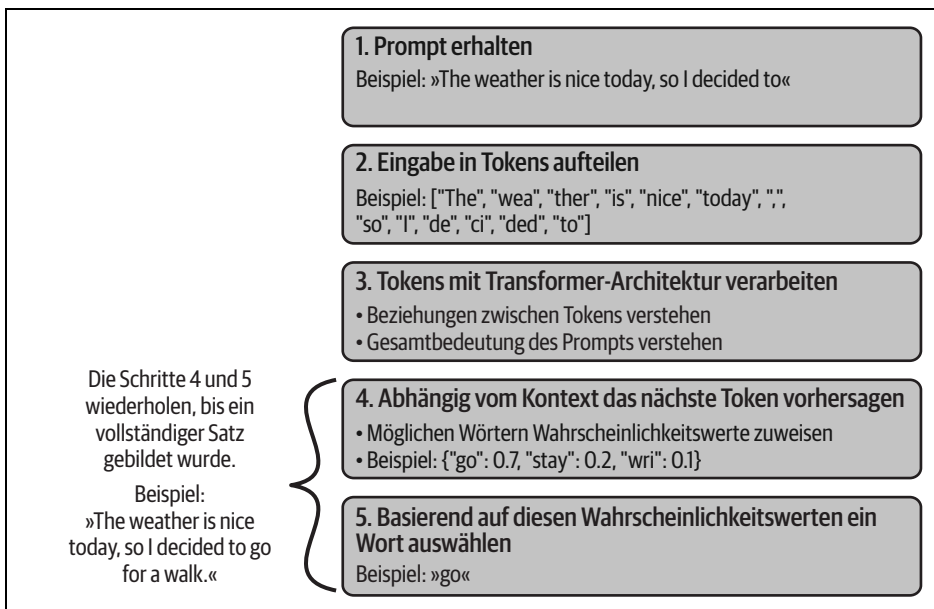 1. Prompt erhalten
Beispiel: »The weather is nice today, so I decided to«
2. Eingabe in Tokens aufteilen
Beispiel: ["The", "wea", "ther", "is", "nice", "today", ",",
"so", "I", "de", "ci", "ded", "to"]
3. Tokens mit Transformer-Architektur verarbeiten
• Beziehungen zwischen Tokens verstehen
• Gesamtbedeutung des Prompts verstehen
Die Schritte 4 und 5
wiederholen, bis ein
vollständiger Satz
gebildet wurde.
Beispiel:
»The weather is nice
today, so I decided to go
for a walk.«
4. Abhängig vom Kontext das nächste Token vorhersagen
• Möglichen Wörtern Wahrscheinlichkeitswerte zuweisen
• Beispiel: {"go": 0.7, "stay": 0.2, "wri": 0.1}
5. Basierend auf diesen Wahrscheinlichkeitswerten ein
Wort auswählen
Beispiel: »go«